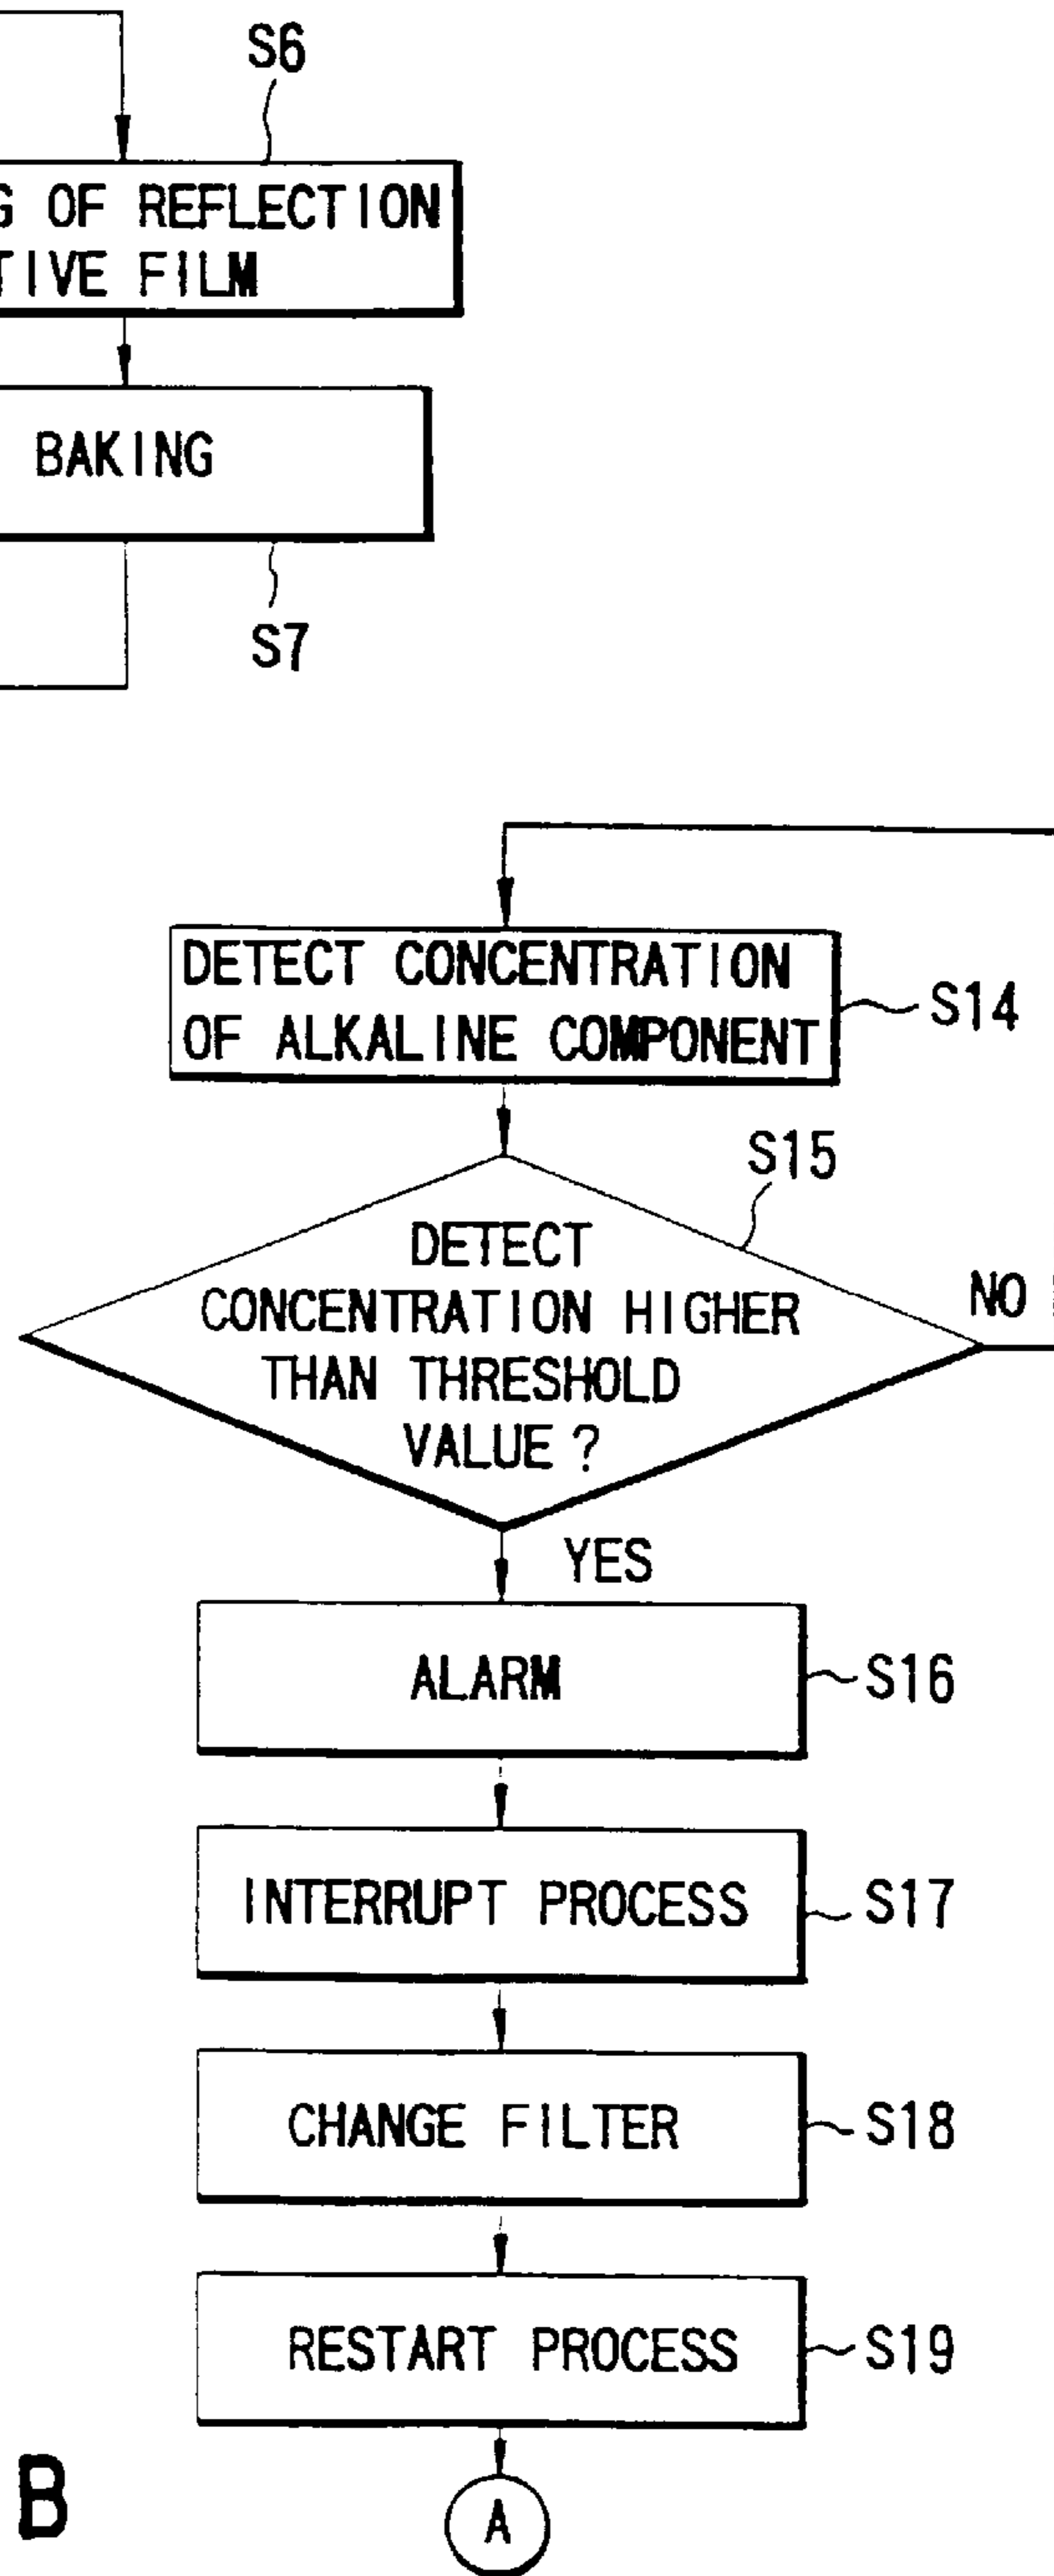 S6
OF REFLECTION
TIVE FILM
BAKING
S7
DETECT CONCENTRATION
OF ALKALINE COMPONENT
S14
S15
DETECT
CONCENTRATION HIGHER
THAN THRESHOLD
VALUE?
NO
YES
ALARM
S16
INTERRUPT PROCESS
S17
CHANGE FILTER
S18
RESTART PROCESS
S19
B
A